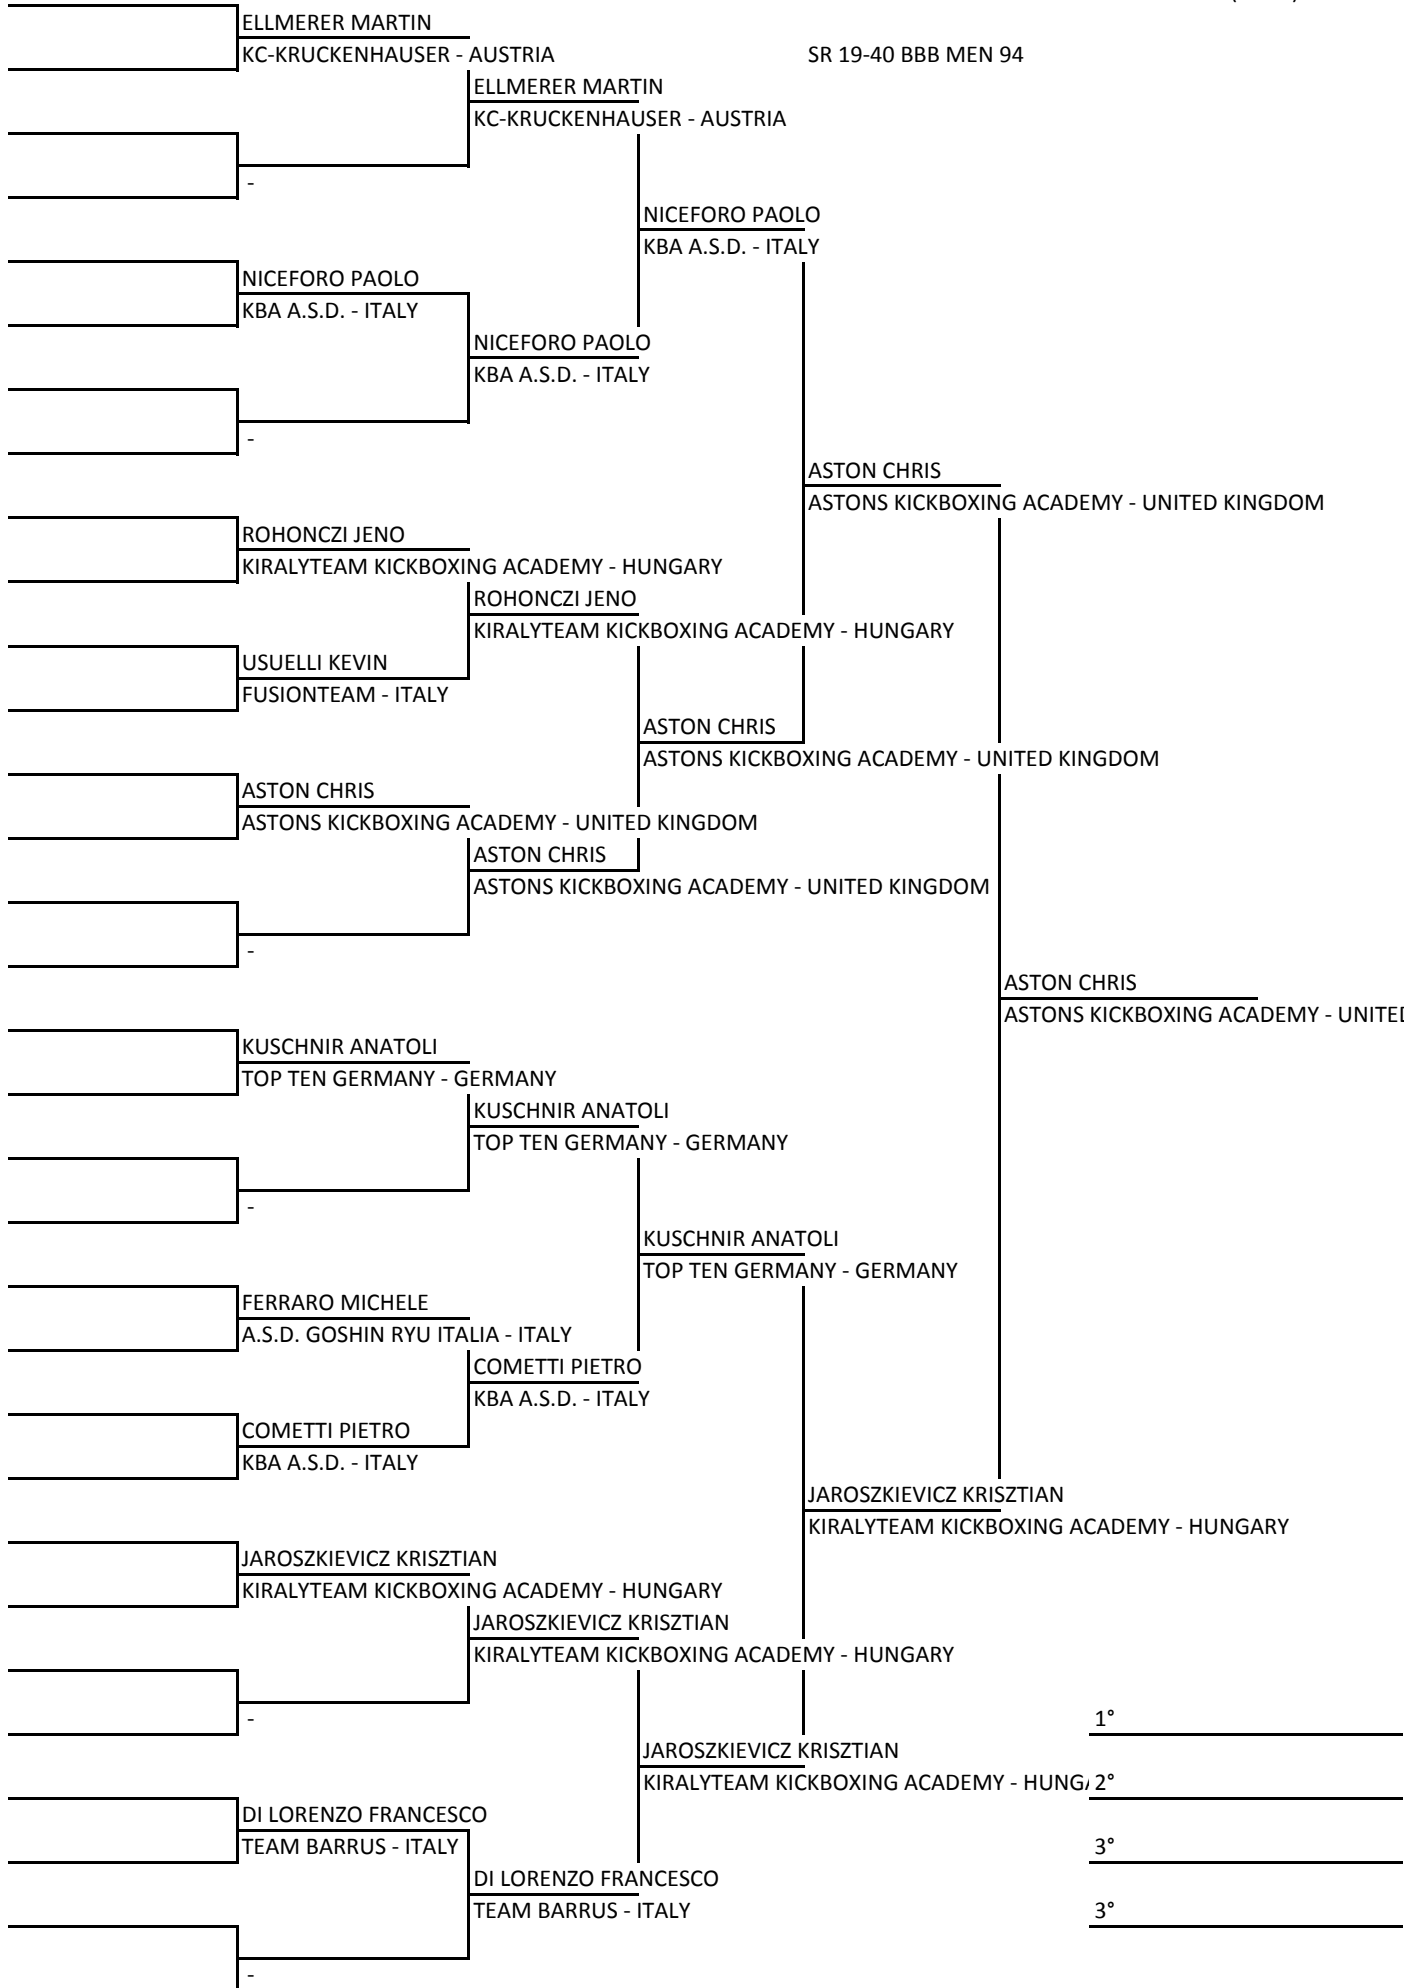 ELLMERER MARTIN
KC-KRUCKENHAUSER - AUSTRIA
SR 19-40 BBB MEN 94
ELLMERER MARTIN
KC-KRUCKENHAUSER - AUSTRIA
-
NICEFORO PAOLO
KBA A.S.D. - ITALY
NICEFORO PAOLO
KBA A.S.D. - ITALY
NICEFORO PAOLO
KBA A.S.D. - ITALY
-
ASTON CHRIS
ASTONS KICKBOXING ACADEMY - UNITED KINGDOM
ROHONCZI JENO
KIRALYTEAM KICKBOXING ACADEMY - HUNGARY
ROHONCZI JENO
KIRALYTEAM KICKBOXING ACADEMY - HUNGARY
USUELLI KEVIN
FUSIONTEAM - ITALY
ASTON CHRIS
ASTONS KICKBOXING ACADEMY - UNITED KINGDOM
ASTON CHRIS
ASTONS KICKBOXING ACADEMY - UNITED KINGDOM
ASTON CHRIS
ASTONS KICKBOXING ACADEMY - UNITED KINGDOM
-
ASTON CHRIS
ASTONS KICKBOXING ACADEMY - UNITED
KUSCHNIR ANATOLI
TOP TEN GERMANY - GERMANY
KUSCHNIR ANATOLI
TOP TEN GERMANY - GERMANY
-
KUSCHNIR ANATOLI
TOP TEN GERMANY - GERMANY
FERRARO MICHELE
A.S.D. GOSHIN RYU ITALIA - ITALY
COMETTI PIETRO
KBA A.S.D. - ITALY
COMETTI PIETRO
KBA A.S.D. - ITALY
JAROSZKIEVICZ KRISZTIAN
KIRALYTEAM KICKBOXING ACADEMY - HUNGARY
JAROSZKIEVICZ KRISZTIAN
KIRALYTEAM KICKBOXING ACADEMY - HUNGARY
JAROSZKIEVICZ KRISZTIAN
KIRALYTEAM KICKBOXING ACADEMY - HUNGARY
-
1°
JAROSZKIEVICZ KRISZTIAN
KIRALYTEAM KICKBOXING ACADEMY - HUNGA
2°
DI LORENZO FRANCESCO
TEAM BARRUS - ITALY
3°
DI LORENZO FRANCESCO
TEAM BARRUS - ITALY
3°
-